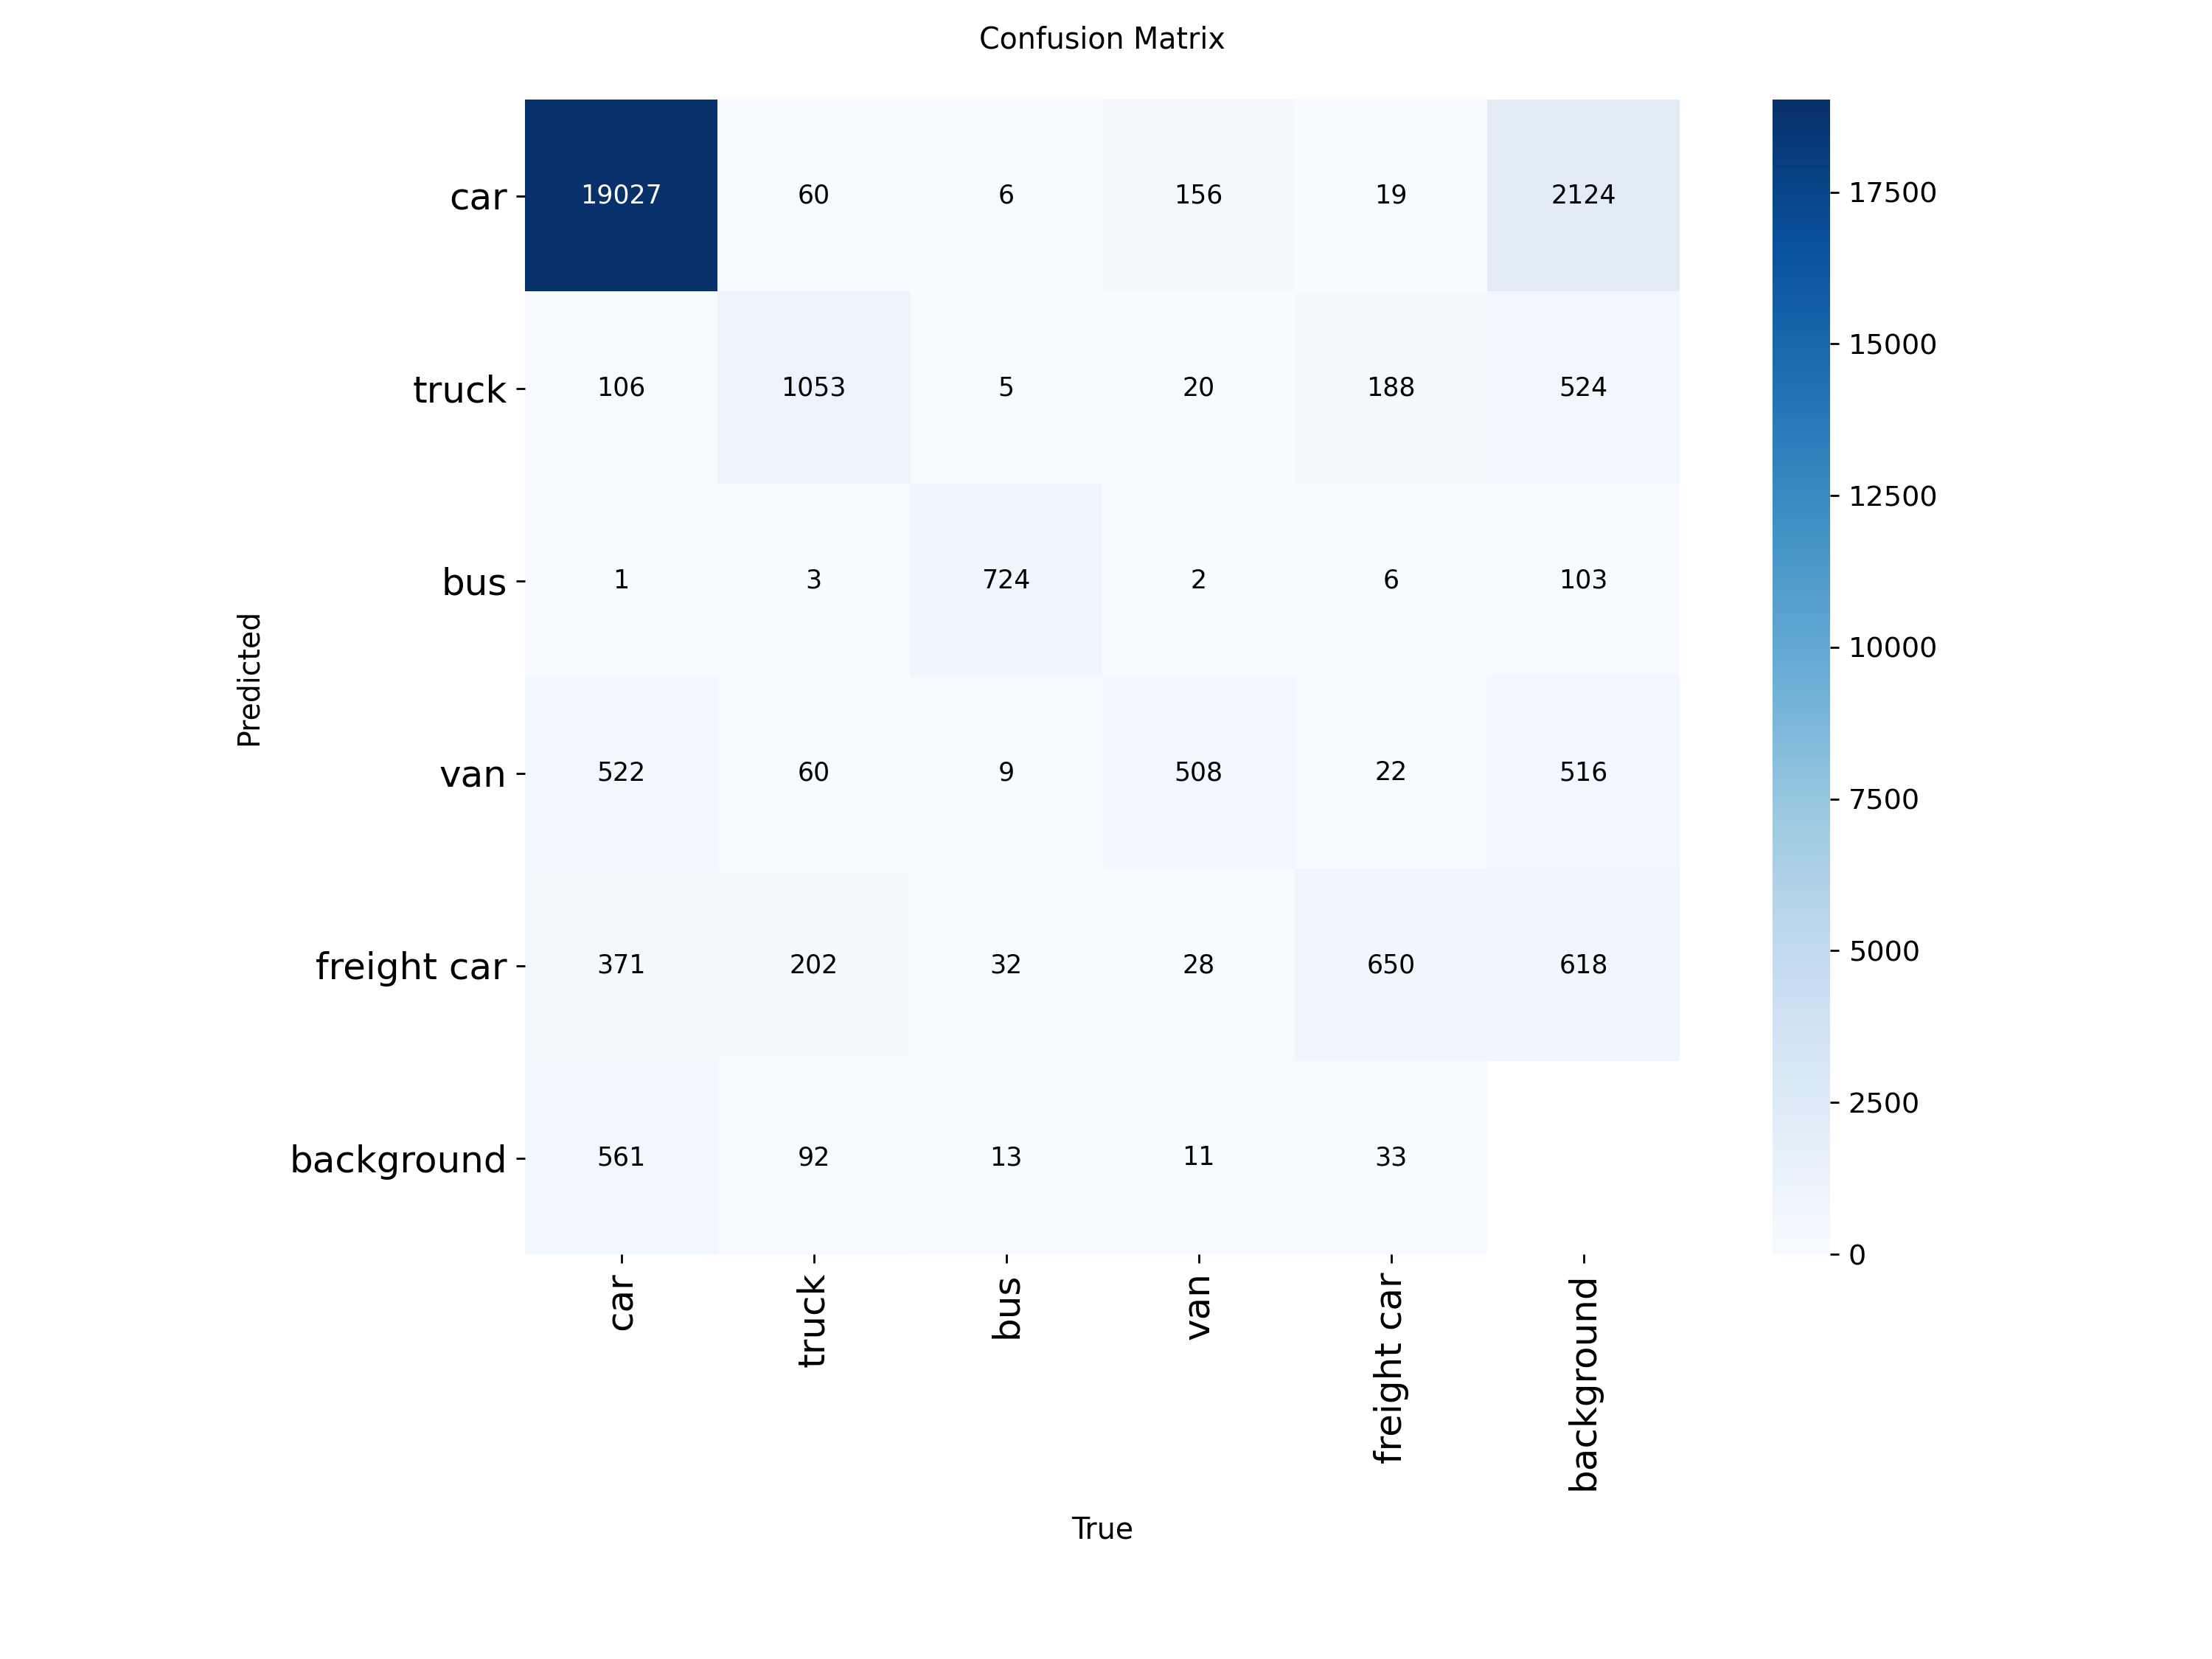 Confusion Matrix
Predicted
car 19027 60 6 156 19 2124
truck 106 1053 5 20 188 524
bus 1 3 724 2 6 103
van 522 60 9 508 22 516
freight car 371 202 32 28 650 618
background 561 92 13 11 33
car truck bus van freight car background
True
17500
15000
12500
10000
7500
5000
2500
0